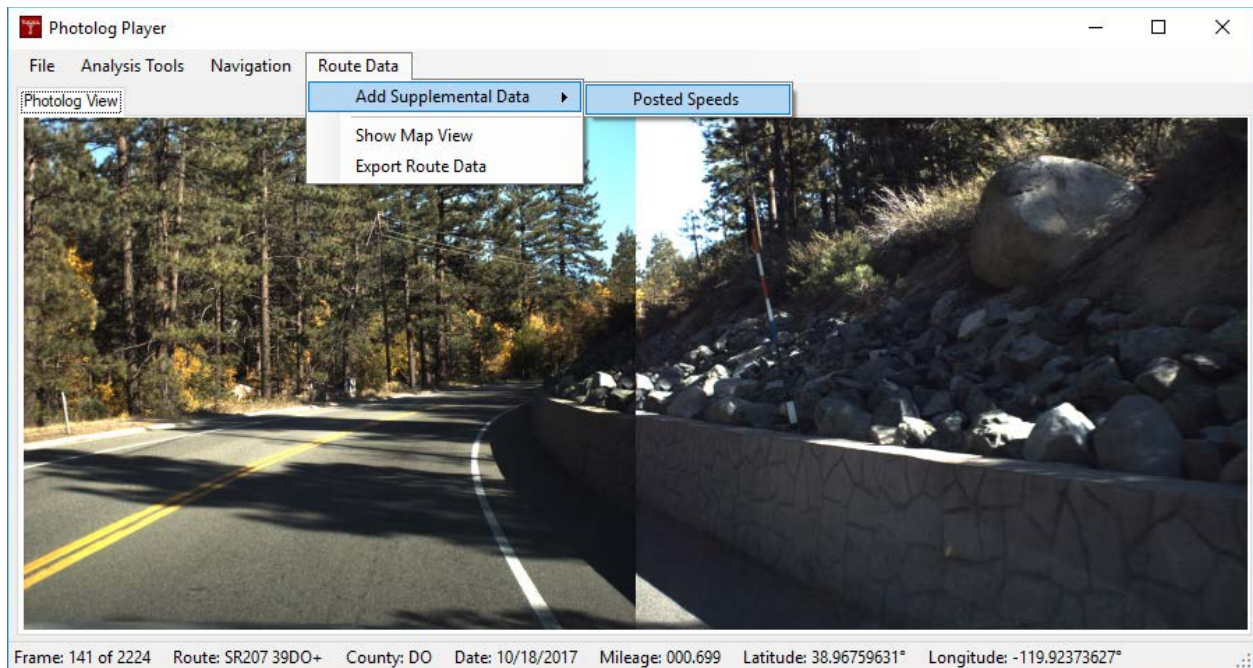 Photolog Player
File Analysis Tools Navigation Route Data
Add Supplemental Data Posted Speeds
Photolog View
Show Map View
Export Route Data
Frame: 141 of 2224 Route: SR207 39DO+ County: DO Date: 10/18/2017 Mileage: 000.699 Latitude: 38.96759631° Longitude: -119.92373627°